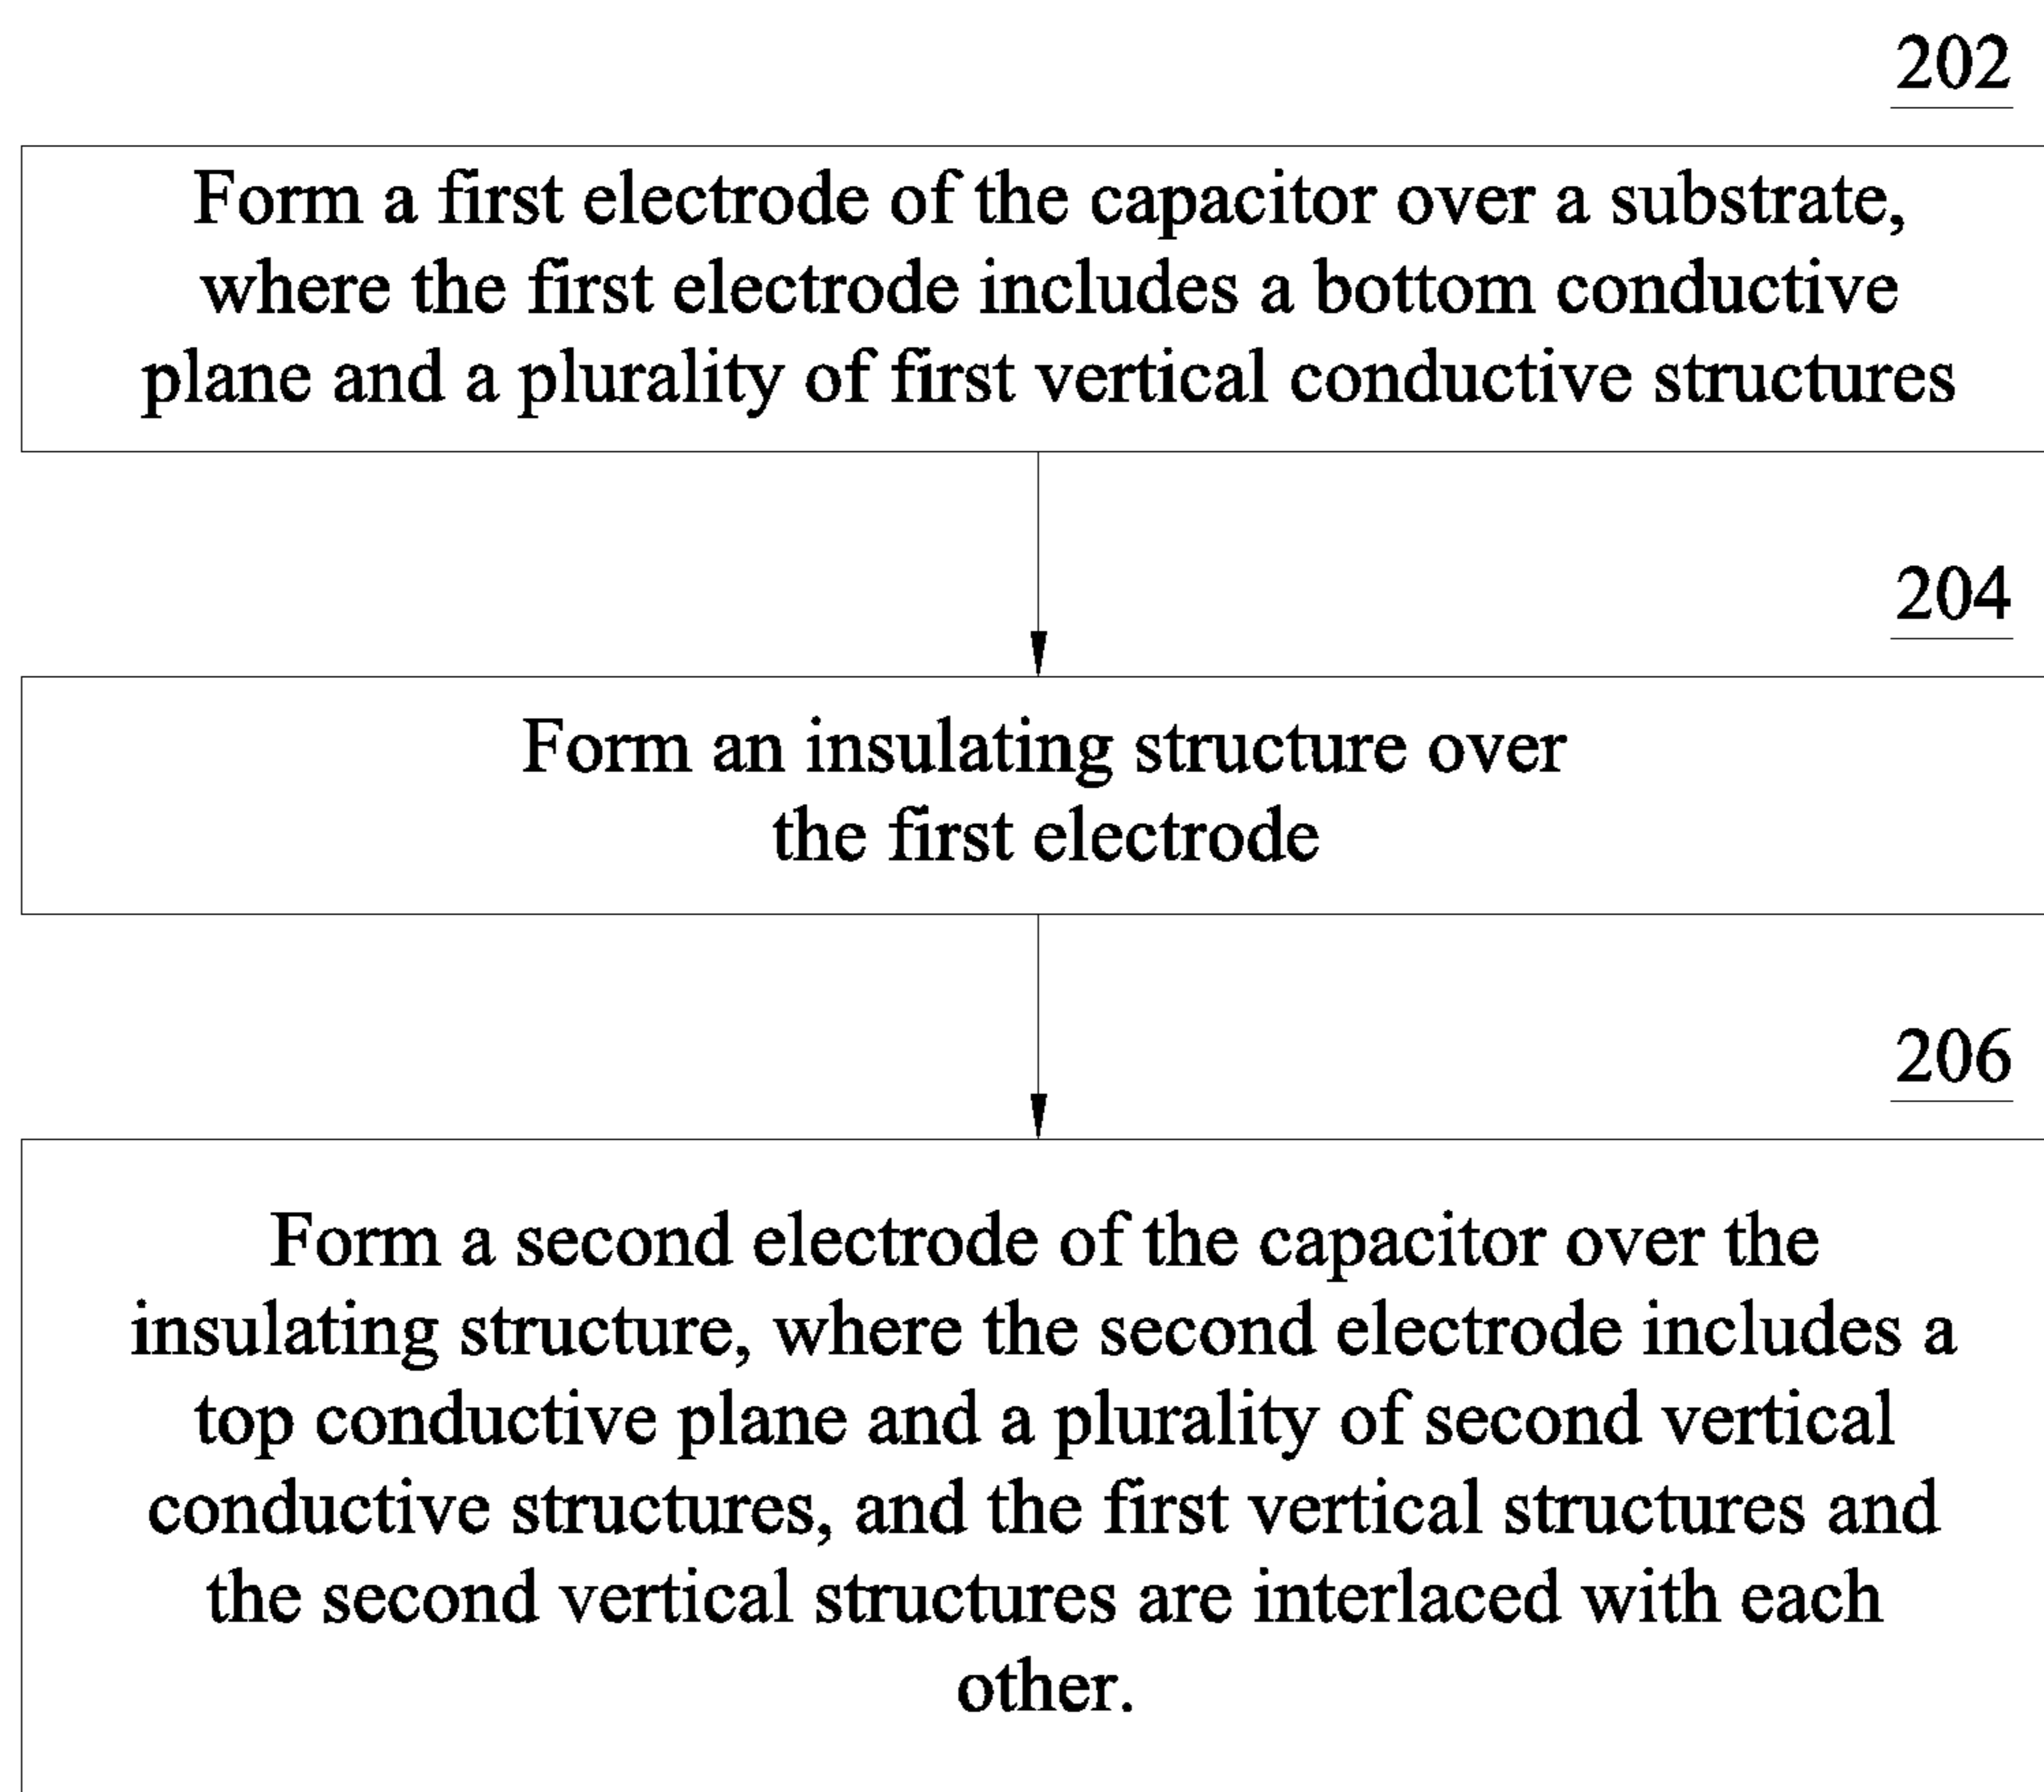 202
Form a first electrode of the capacitor over a substrate,
where the first electrode includes a bottom conductive
plane and a plurality of first vertical conductive structures
204
Form an insulating structure over
the first electrode
206
Form a second electrode of the capacitor over the
insulating structure, where the second electrode includes a
top conductive plane and a plurality of second vertical
conductive structures, and the first vertical structures and
the second vertical structures are interlaced with each
other.